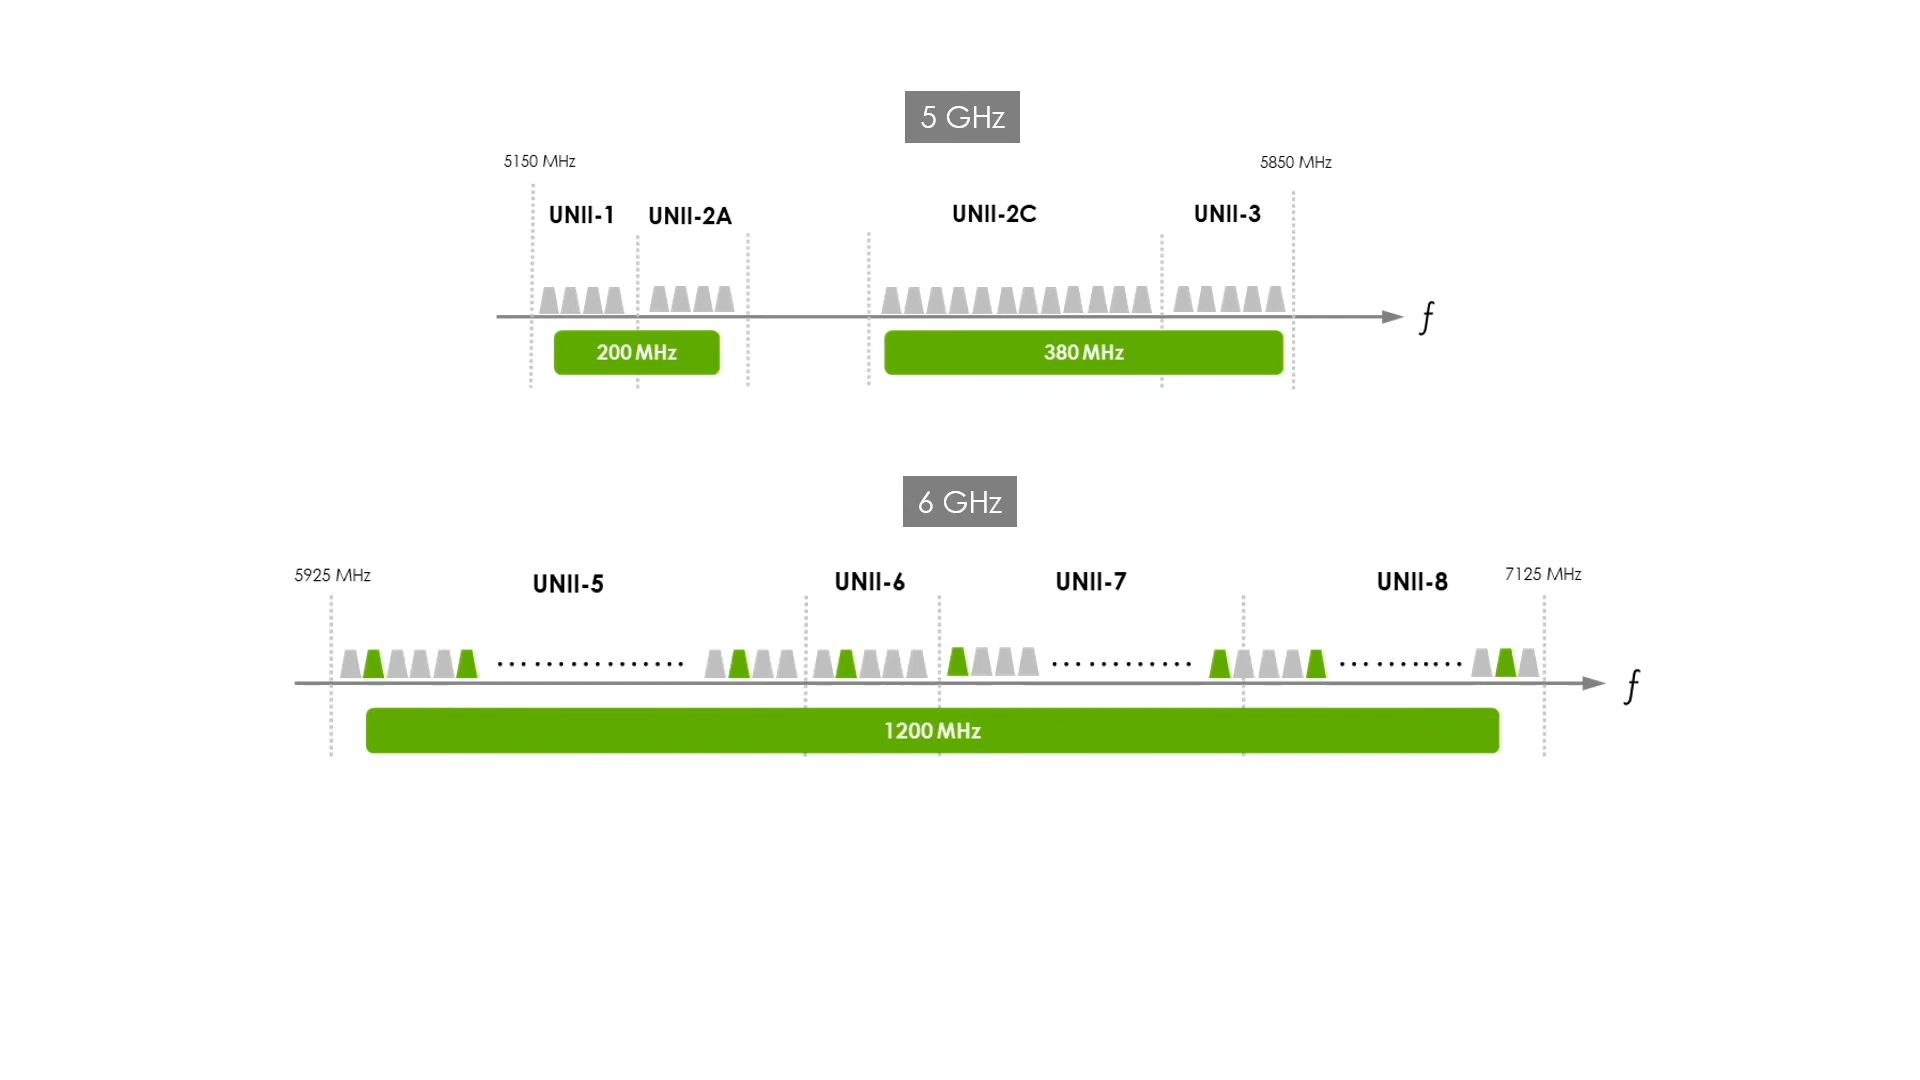 5 GHz
5150 MHz
5850 MHz
UNII-1
UNII-2A
UNII-2C
UNII-3
f
200 MHz
380 MHz
6 GHz
5925 MHz
UNII-5
UNII-6
UNII-7
UNII-8
7125 MHz
f
1200 MHz